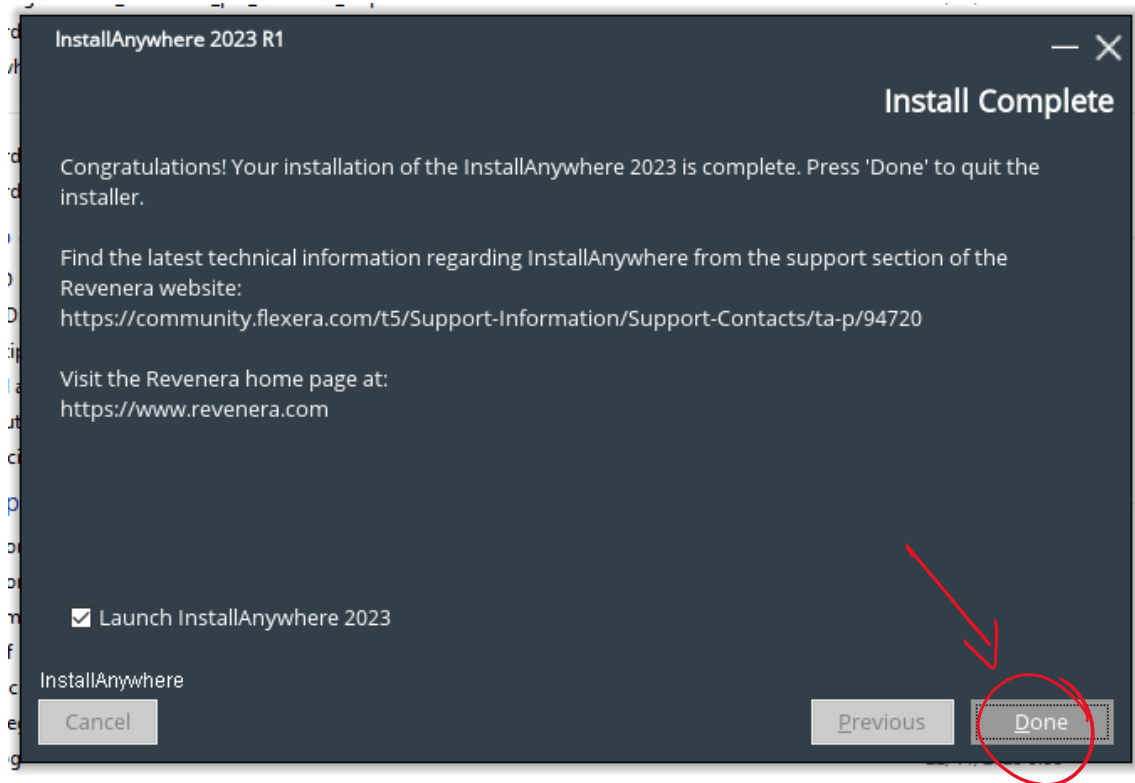 InstallAnywhere 2023 R1
Install Complete
Congratulations! Your installation of the InstallAnywhere 2023 is complete. Press 'Done' to quit the
installer.
Find the latest technical information regarding InstallAnywhere from the support section of the
Revenera website:
https://community.flexera.com/t5/Support-Information/Support-Contacts/ta-p/94720
Visit the Revenera home page at:
https://www.revenera.com
Launch InstallAnywhere 2023
InstallAnywhere
Cancel
Previous
Done